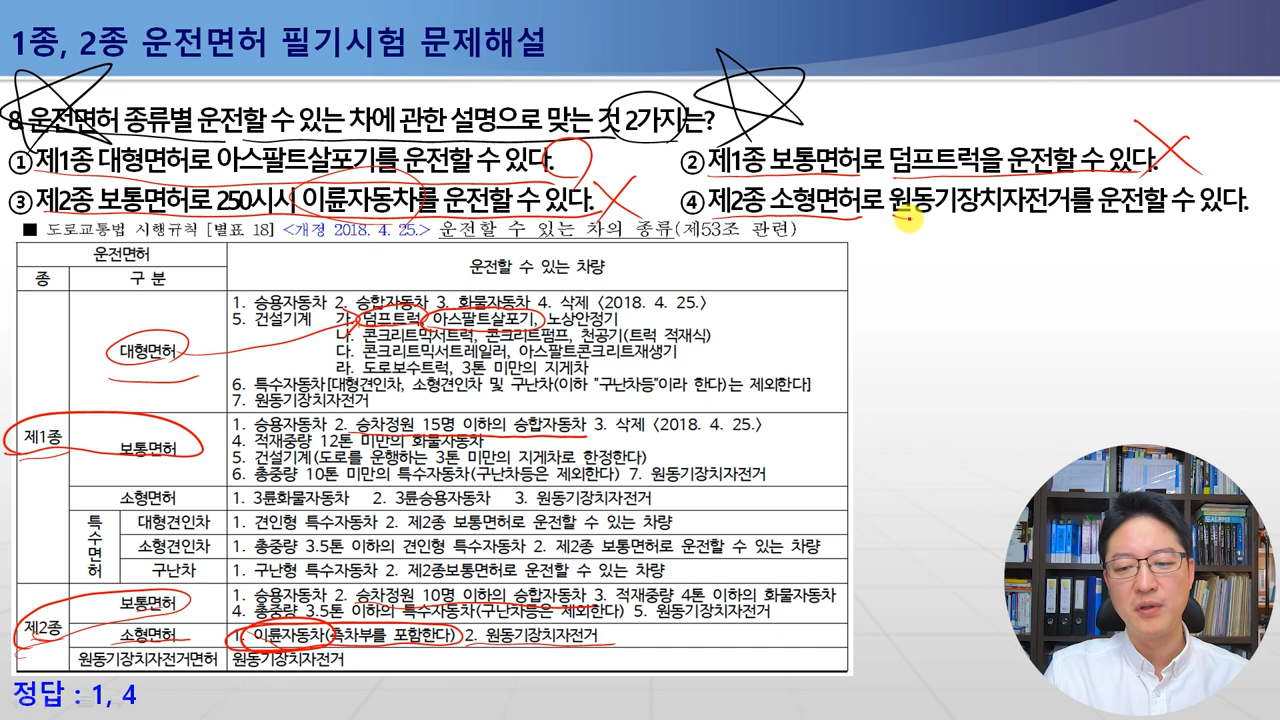 1종, 2종 운전면허 필기시험 문제해설
8 운전면허 종류별 운전할 수 있는 차에 관한 설명으로 맞는 것 2가지는?
① 제1종 대형면허로 아스팔트살포기를 운전할 수 있다. ② 제1종 보통면허로 덤프트럭을 운전할 수 있다.
③ 제2종 보통면허로 250시시 이륜자동차를 운전할 수 있다. ④ 제2종 소형면허로 원동기장치자전거를 운전할 수 있다.
■ 도로교통법 시행규칙 [별표 18] <개정 2018. 4. 25.> 운전할 수 있는 차의 종류(제53조 관련)
운전면허 운전할 수 있는 차량
종 구 분
제1종
대형면허
1. 승용자동차 2. 승합자동차 3. 화물자동차 4. 삭제 <2018. 4. 25.>
5. 건설기계 가. 덤프트럭, 아스팔트살포기, 노상안정기
나. 콘크리트믹서트럭, 콘크리트펌프, 천공기(트럭 적재식)
다. 콘크리트믹서트레일러, 아스팔트콘크리트재생기
라. 도로보수트럭, 3톤 미만의 지게차
6. 특수자동차[대형견인차, 소형견인차 및 구난차(이하 "구난차등"이라 한다)는 제외한다]
7. 원동기장치자전거
보통면허
1. 승용자동차 2. 승차정원 15명 이하의 승합자동차 3. 삭제 <2018. 4. 25.>
4. 적재중량 12톤 미만의 화물자동차
5. 건설기계(도로를 운행하는 3톤 미만의 지게차로 한정한다)
6. 총중량 10톤 미만의 특수자동차(구난차등은 제외한다) 7. 원동기장치자전거
소형면허 1. 3륜화물자동차 2. 3륜승용자동차 3. 원동기장치자전거
특수면허
대형견인차 1. 견인형 특수자동차 2. 제2종 보통면허로 운전할 수 있는 차량
소형견인차 1. 총중량 3.5톤 이하의 견인형 특수자동차 2. 제2종 보통면허로 운전할 수 있는 차량
구난차 1. 구난형 특수자동차 2. 제2종보통면허로 운전할 수 있는 차량
제2종
보통면허
1. 승용자동차 2. 승차정원 10명 이하의 승합자동차 3. 적재중량 4톤 이하의 화물자동차
4. 총중량 3.5톤 이하의 특수자동차(구난차등은 제외한다) 5. 원동기장치자전거
소형면허 1. 이륜자동차(측차부를 포함한다) 2. 원동기장치자전거
원동기장치자전거면허 원동기장치자전거
정답 : 1, 4